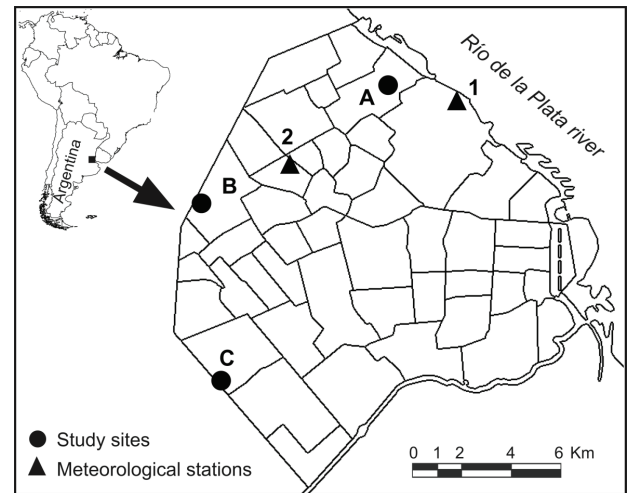 Río de la Plata river
Argentina
A
1
2
B
C
Study sites
Meteorological stations
0 1 2 4 6 Km